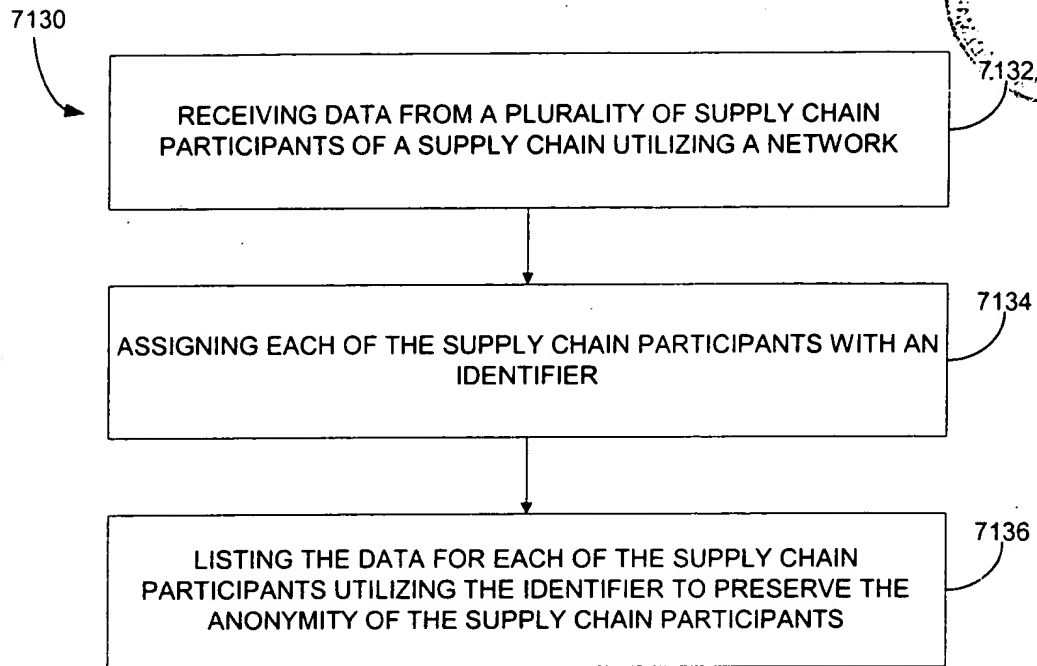 7130
7132
RECEIVING DATA FROM A PLURALITY OF SUPPLY CHAIN
PARTICIPANTS OF A SUPPLY CHAIN UTILIZING A NETWORK
7134
ASSIGNING EACH OF THE SUPPLY CHAIN PARTICIPANTS WITH AN
IDENTIFIER
7136
LISTING THE DATA FOR EACH OF THE SUPPLY CHAIN
PARTICIPANTS UTILIZING THE IDENTIFIER TO PRESERVE THE
ANONYMITY OF THE SUPPLY CHAIN PARTICIPANTS